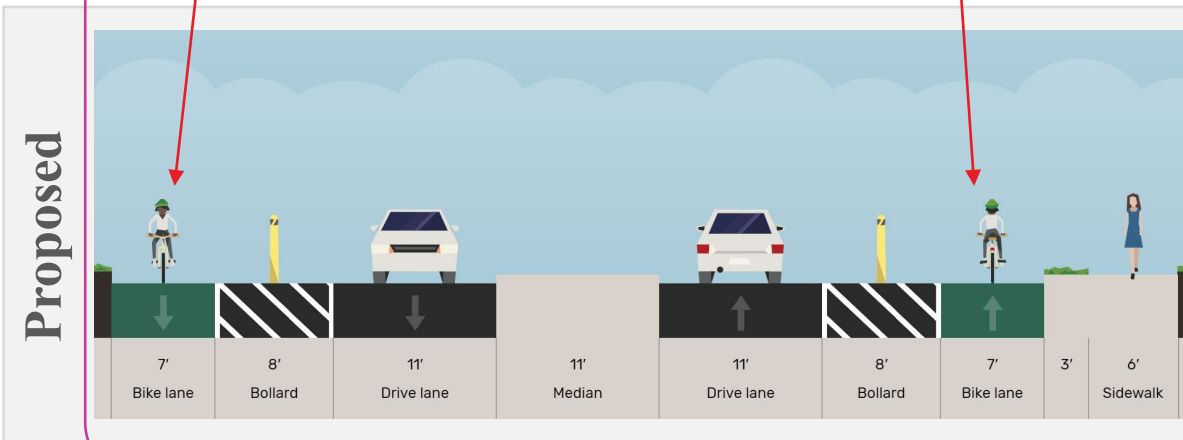 Proposed
7′ 8′ 11′ 11′ 11′ 8′ 7′ 3′ 6′
Bike lane Bollard Drive lane Median Drive lane Bollard Bike lane Sidewalk